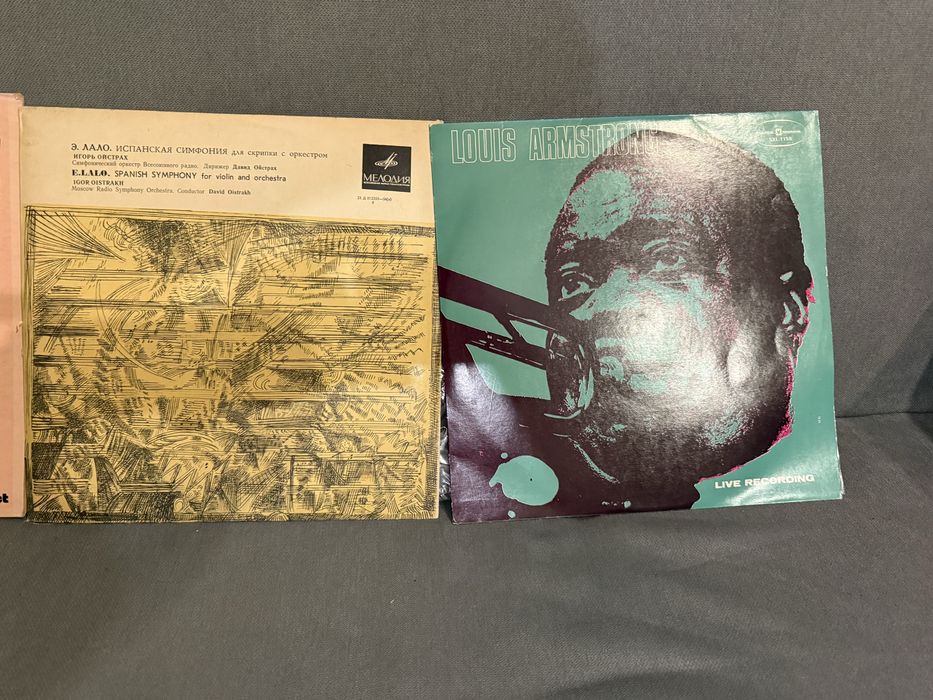 Э. ЛАЛО. ИСПАНСКАЯ СИМФОНИЯ для скрипки с оркестром
ИГОРЬ ОЙСТРАХ
Симфонический оркестр Всесоюзного радио. Дирижер Давид Ойстрах
E.LALO. SPANISH SYMPHONY for violin and orchestra
IGOR OISTRAKH
Moscow Radio Symphony Orchestra. Conductor David Oistrakh
МЕЛОДИЯ
LOUIS ARMSTRONG
LIVE RECORDING